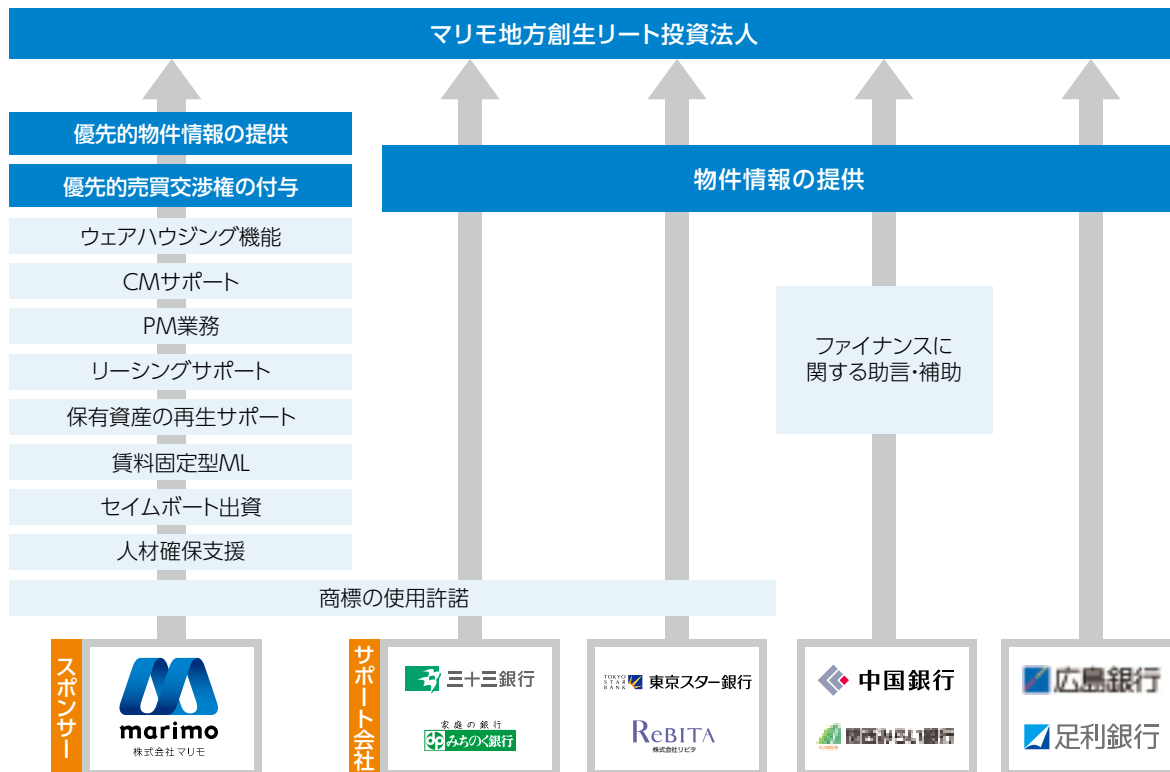 マリモ地方創生リート投資法人
優先的物件情報の提供
優先的売買交渉権の付与
ウェアハウジング機能
CMサポート
PM業務
リーシングサポート
保有資産の再生サポート
賃料固定型ML
セイムボート出資
人材確保支援
商標の使用許諾
物件情報の提供
ファイナンスに
関する助言・補助
スポンサー
marimo
株式会社マリモ
サポート会社
三十三銀行
家庭の銀行
みちのく銀行
TOKYO
STAR
BANK
東京スター銀行
ReBITA
株式会社リビタ
中国銀行
関西みらい銀行
広島銀行
足利銀行